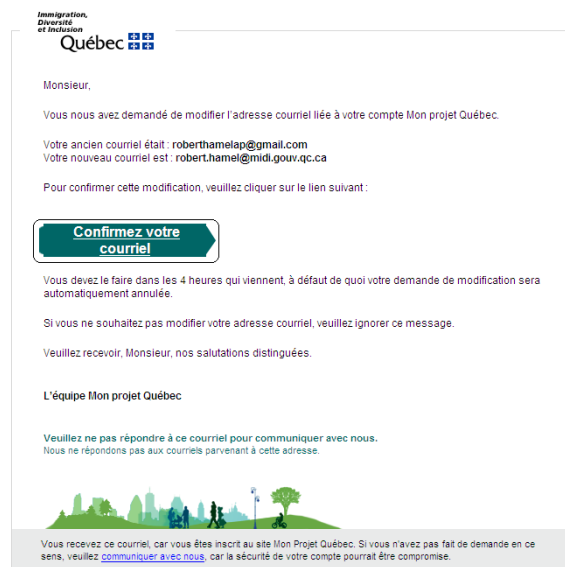 Immigration,
Diversité
et Inclusion
Québec
Monsieur,
Vous nous avez demandé de modifier l'adresse courriel liée à votre compte Mon projet Québec.
Votre ancien courriel était : roberthamelap@gmail.com
Votre nouveau courriel est : robert.hamel@midi.gouv.qc.ca
Pour confirmer cette modification, veuillez cliquer sur le lien suivant :
Confirmez votre
courriel
Vous devez le faire dans les 4 heures qui viennent, à défaut de quoi votre demande de modification sera
automatiquement annulée.
Si vous ne souhaitez pas modifier votre adresse courriel, veuillez ignorer ce message.
Veuillez recevoir, Monsieur, nos salutations distinguées.
L'équipe Mon projet Québec
Veuillez ne pas répondre à ce courriel pour communiquer avec nous.
Nous ne répondons pas aux courriels parvenant à cette adresse.
Vous recevez ce courriel, car vous êtes inscrit au site Mon Projet Québec. Si vous n'avez pas fait de demande en ce
sens, veuillez communiquer avec nous, car la sécurité de votre compte pourrait être compromise.